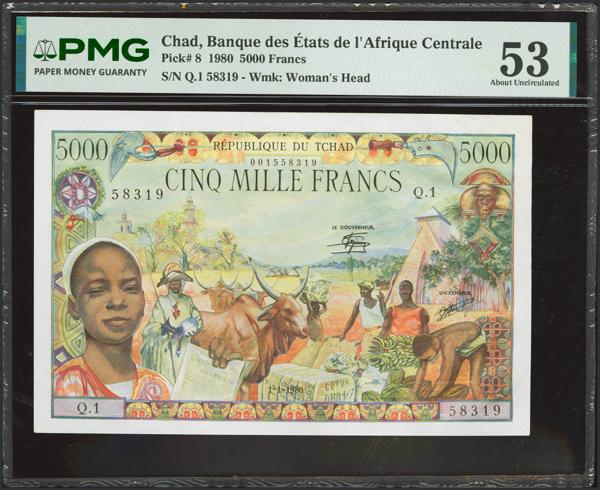 PMG
PAPER MONEY GUARANTY
Chad, Banque des États de l'Afrique Centrale
Pick# 8 1980 5000 Francs
S/N Q.1 58319 - Wmk: Woman's Head
53
About Uncirculated
5000
RÉPUBLIQUE DU TCHAD
5000
001558319
58319
CINQ MILLE FRANCS
Q.1
LE GOUVERNEUR,
UN CENSEUR,
1-1-1980
COTON
Q.1
58319